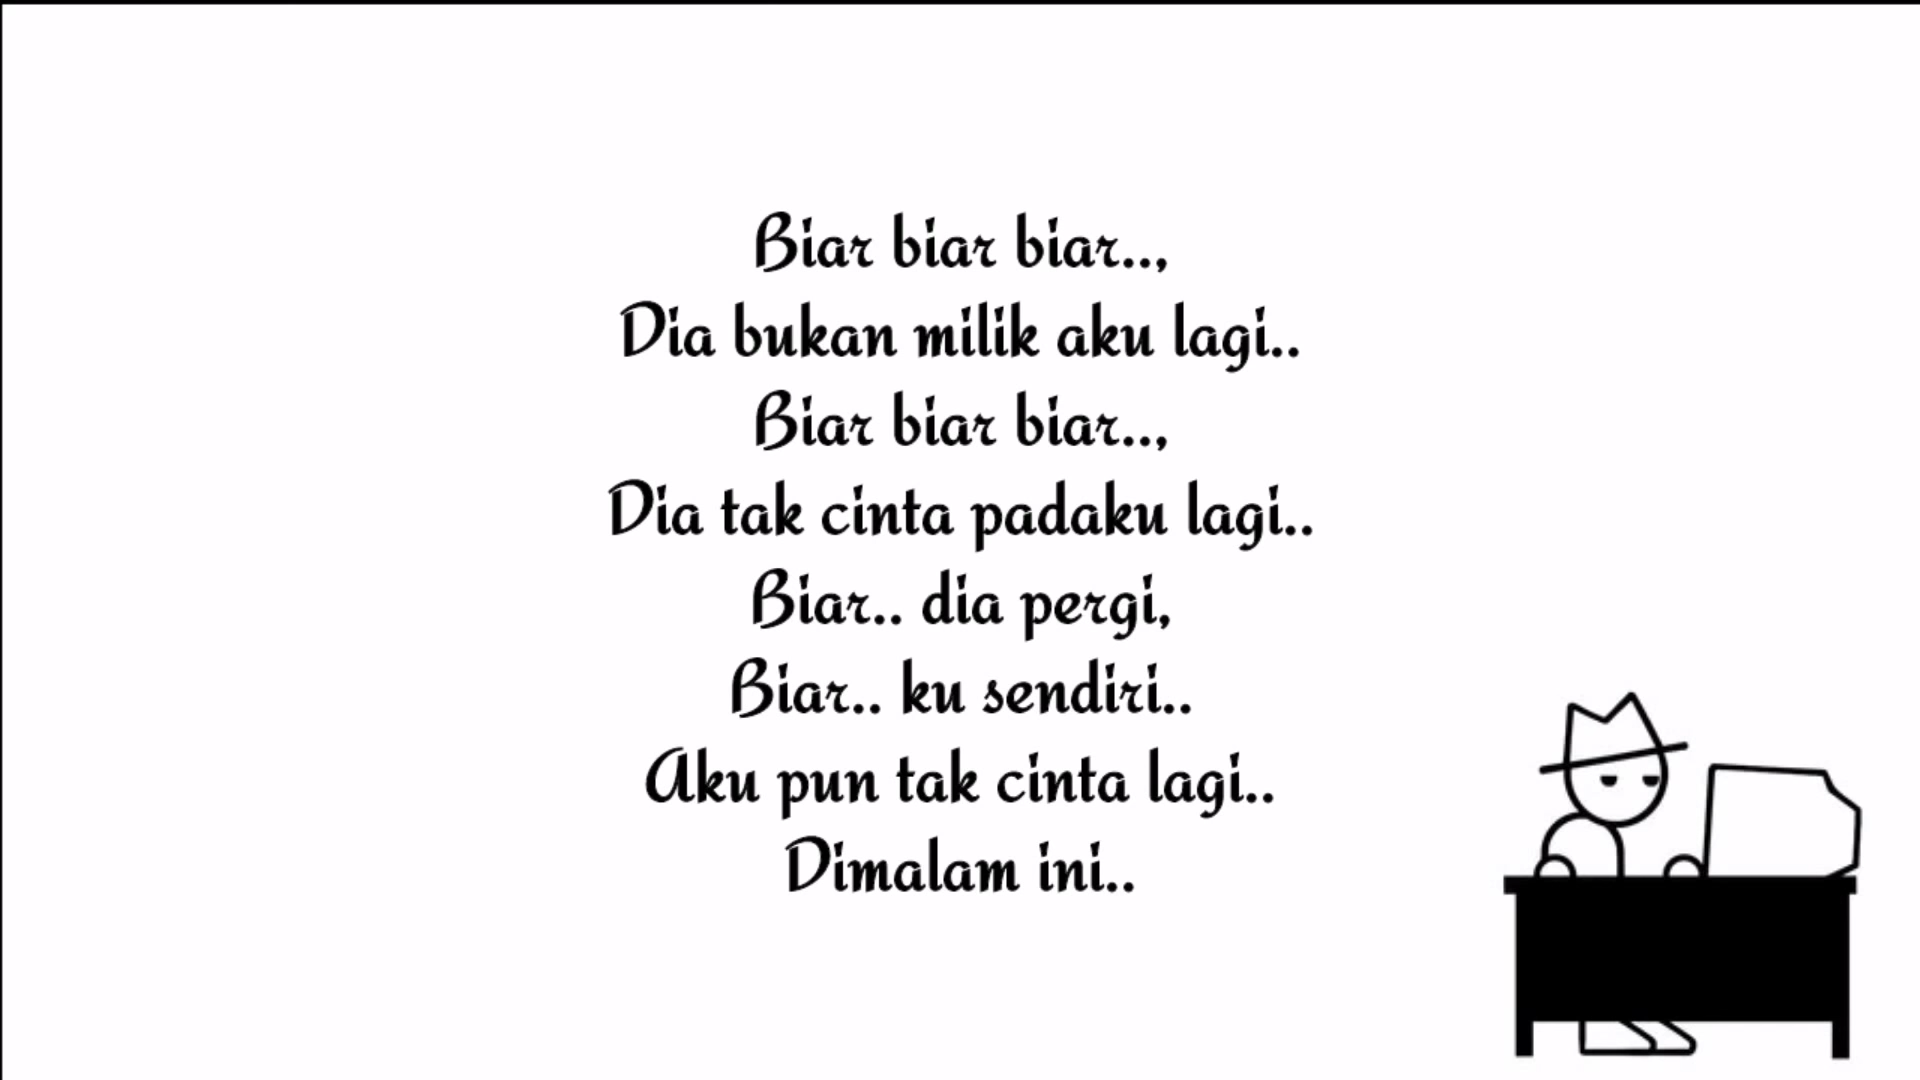 Biar biar biar..,
Dia bukan milik aku lagi..
Biar biar biar..,
Dia tak cinta padaku lagi..
Biar.. dia pergi,
Biar.. ku sendiri..
Aku pun tak cinta lagi..
Dimalam ini..